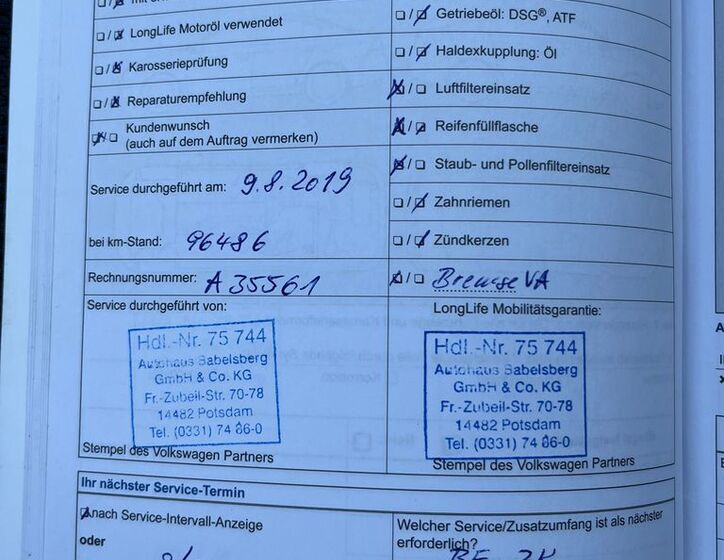 LongLife Motoröl verwendet
Karosserieprüfung
Reparaturempfehlung
Kundenwunsch
(auch auf dem Auftrag vermerken)
Service durchgeführt am: 9.8.2019
bei km-Stand: 96486
Rechnungsnummer: A 35561
Service durchgeführt von:
Hdl.-Nr. 75 744
Autohaus Babelsberg
GmbH & Co. KG
Fr.-Zubeil-Str. 70-78
14482 Potsdam
Tel. (0331) 74 86-0
Stempel des Volkswagen Partners
Getriebeöl: DSG®, ATF
Haldexkupplung: Öl
Luftfiltereinsatz
Reifenfüllflasche
Staub- und Pollenfiltereinsatz
Zahnriemen
Zündkerzen
Bremse VA
LongLife Mobilitätsgarantie:
Hdl.-Nr. 75 744
Autohaus Babelsberg
GmbH & Co. KG
Fr.-Zubeil-Str. 70-78
14482 Potsdam
Tel. (0331) 74 86-0
Stempel des Volkswagen Partners
Ihr nächster Service-Termin
nach Service-Intervall-Anzeige
oder
Welcher Service/Zusatzumfang ist als nächster
erforderlich?